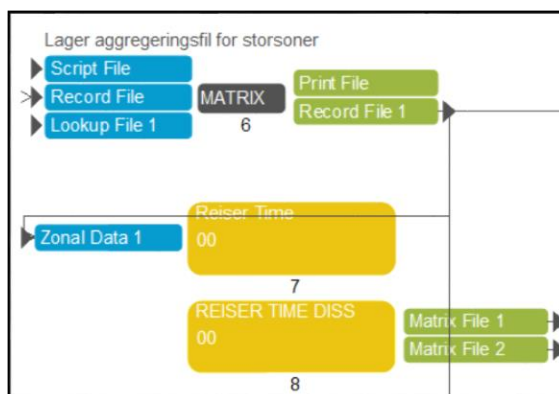 Lager aggregeringsfil for storsoner
Script File
Record File
Lookup File 1
MATRIX
6
Print File
Record File 1
Zonal Data 1
Reiser Time
00
7
REISER TIME DISS
00
8
Matrix File 1
Matrix File 2